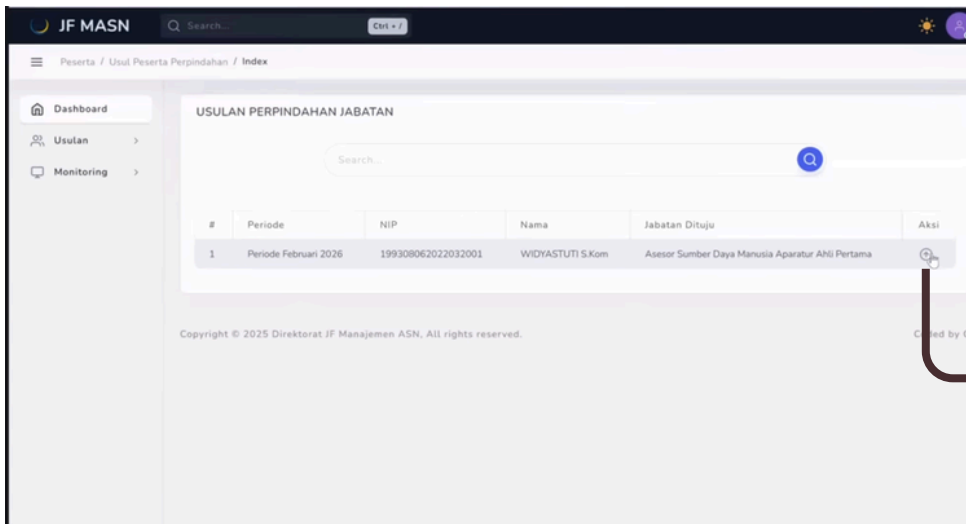 JF MASN
Search...
Ctrl + /
Peserta / Usul Peserta Perpindahan / Index
Dashboard
Usulan
Monitoring
USULAN PERPINDAHAN JABATAN
Search...
# Periode NIP Nama Jabatan Dituju Aksi
1 Periode Februari 2026 199308062022032001 WIDYASTUTI S.Kom Asesor Sumber Daya Manusia Aparatur Ahli Pertama
Copyright © 2025 Direktorat JF Manajemen ASN, All rights reserved.
by